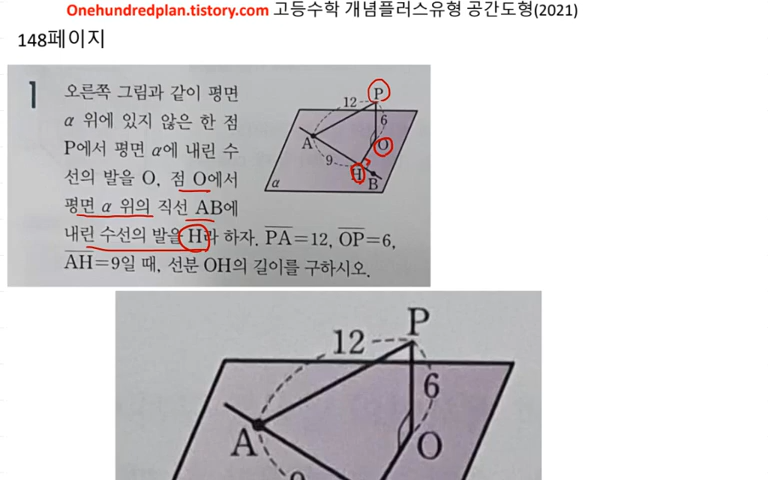 Onehundredplan.tistory.com 고등수학 개념플러스유형 공간도형(2021)
148페이지
1
오른쪽 그림과 같이 평면
α 위에 있지 않은 한 점
P에서 평면 α에 내린 수
선의 발을 O, 점 O에서
평면 α 위의 직선 AB에
내린 수선의 발을 H라 하자. PA=12, OP=6,
AH=9일 때, 선분 OH의 길이를 구하시오.
P
12
6
A
O
9
H
B
α
P
12
6
A
O
9